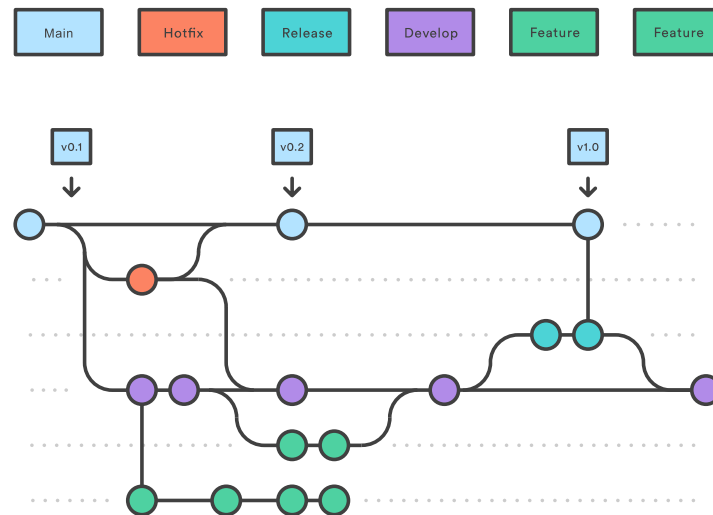 Main
Hotfix
Release
Develop
Feature
Feature
v0.1
v0.2
v1.0